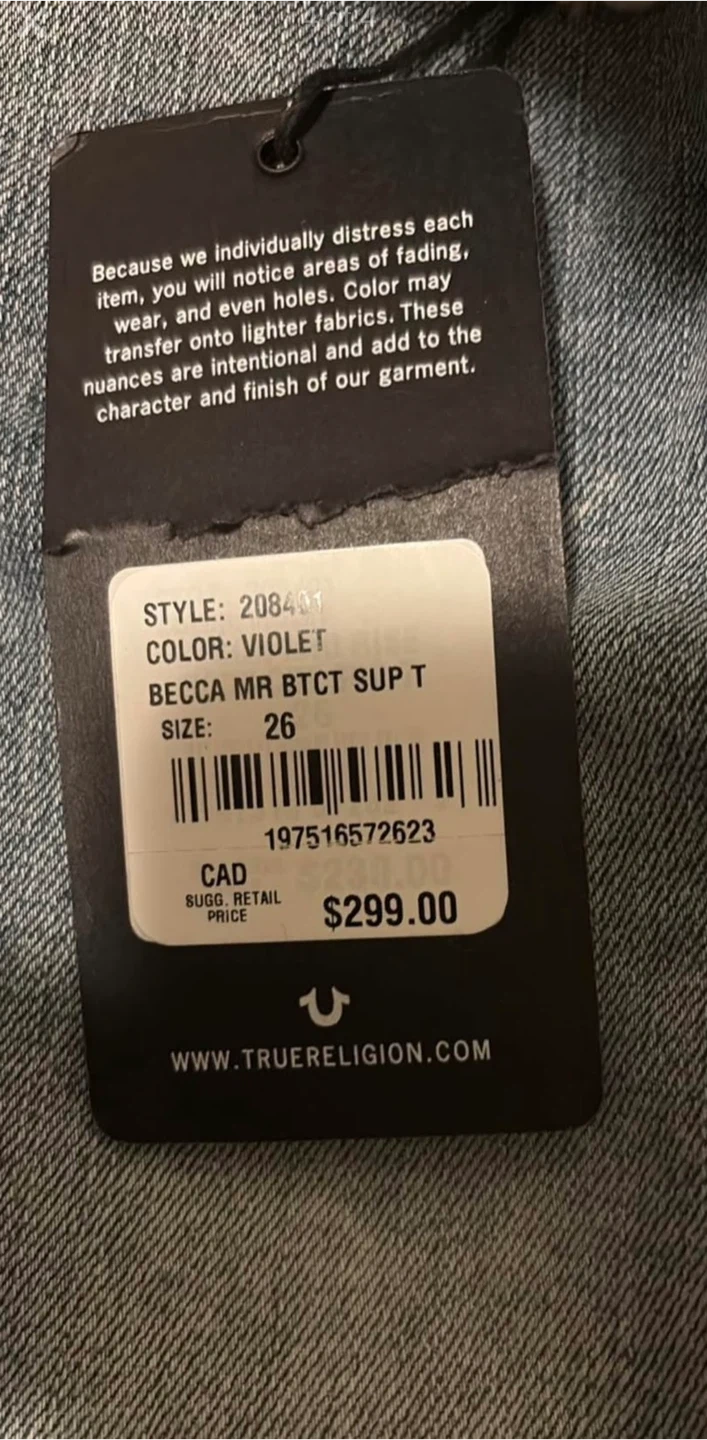 Because we individually distress each
item, you will notice areas of fading,
wear, and even holes. Color may
transfer onto lighter fabrics. These
nuances are intentional and add to the
character and finish of our garment.
STYLE:
COLOR: VIOLET
BECCA MR BTCT SUP T
SIZE: 26
197516572623
CAD
SUGG. RETAIL
PRICE
$299.00
WWW.TRUERELIGION.COM